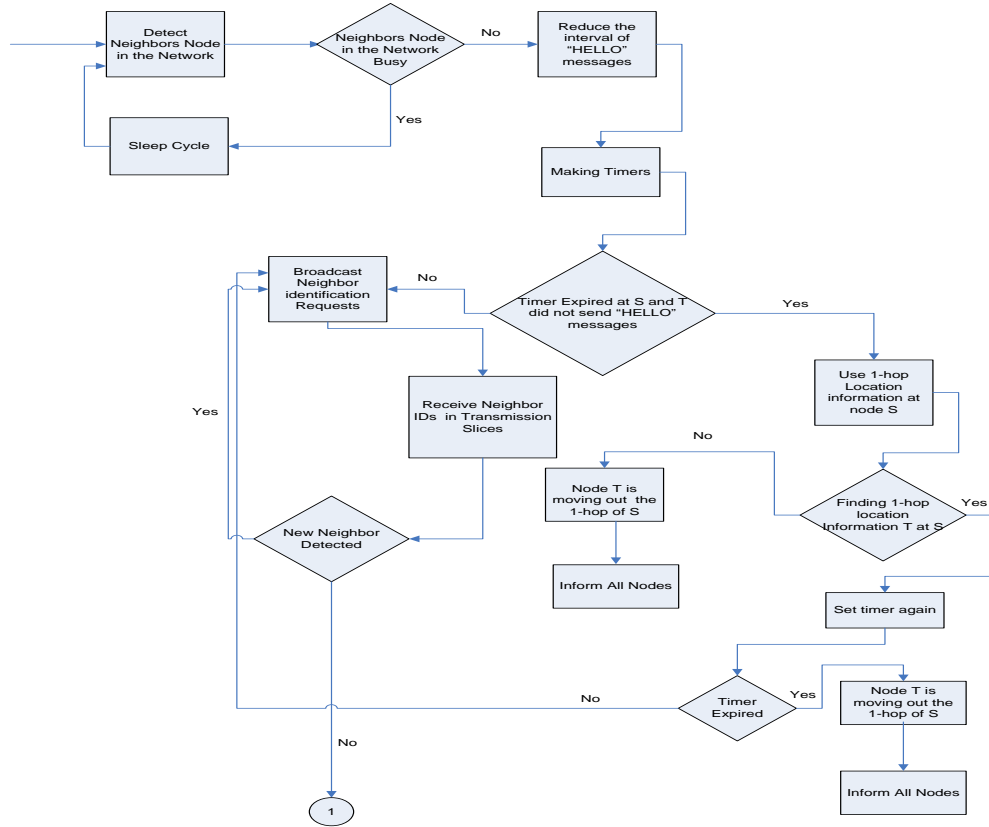 Detect
Neighbors Node
in the Network
Neighbors Node
in the Network
Busy
No
Reduce the
interval of
“HELLO”
messages
Yes
Sleep Cycle
Making Timers
Broadcast
Neighbor
identification
Requests
No
Timer Expired at S and T
did not send “HELLO”
messages
Yes
Use 1-hop
Location
information at
node S
Yes
Receive Neighbor
IDs in Transmission
Slices
No
Node T is
moving out the
1-hop of S
Finding 1-hop
location
Information T at S
Yes
New Neighbor
Detected
Inform All Nodes
Set timer again
No
Timer
Expired
Yes
Node T is
moving out the
1-hop of S
No
Inform All Nodes
1